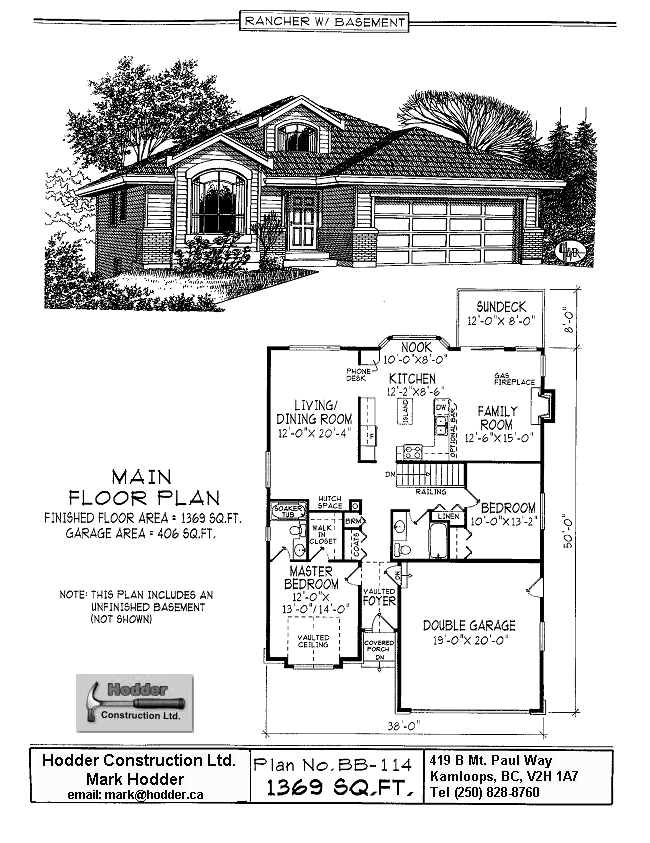 RANCHER W/ BASEMENT
SUNDECK
12'-0" X 8'-0"
8'-0"
NOOK
10'-0"X8'-0"
PHONE
DESK
KITCHEN
12'-2"X8'-6"
GAS
FIREPLACE
LIVING/
DINING ROOM
12'-0"X 20'-4"
ISLAND
DW
OPTIONAL BAR
FAMILY
ROOM
12'-6"X 15'-0"
F
MAIN
FLOOR PLAN
FINISHED FLOOR AREA = 1369 SQ.FT.
GARAGE AREA = 406 SQ.FT.
DN
RAILING
HUTCH
SPACE
SOAKER
TUB
WALK
IN
CLOSET
BRM
COATS
LINEN
BEDROOM
10'-0"X 13'-2"
50'-0"
MASTER
BEDROOM
12'-0"X
13'-0"/14'-0"
VAULTED
CEILING
VAULTED
FOYER
DN
COVERED
PORCH
DN
DOUBLE GARAGE
19'-0"X 20'-0"
NOTE: THIS PLAN INCLUDES AN
UNFINISHED BASEMENT
(NOT SHOWN)
Hodder
Construction Ltd.
38'-0"
Hodder Construction Ltd.
Mark Hodder
email: mark@hodder.ca
Plan No. BB-114
1369 SQ.FT.
419 B Mt. Paul Way
Kamloops, BC, V2H 1A7
Tel (250) 828-8760